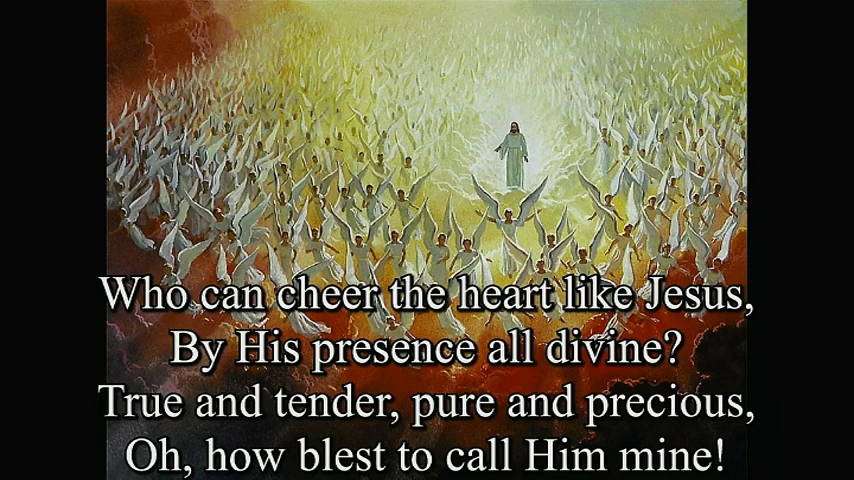 Who can cheer the heart like Jesus,
By His presence all divine?
True and tender, pure and precious,
Oh, how blest to call Him mine!